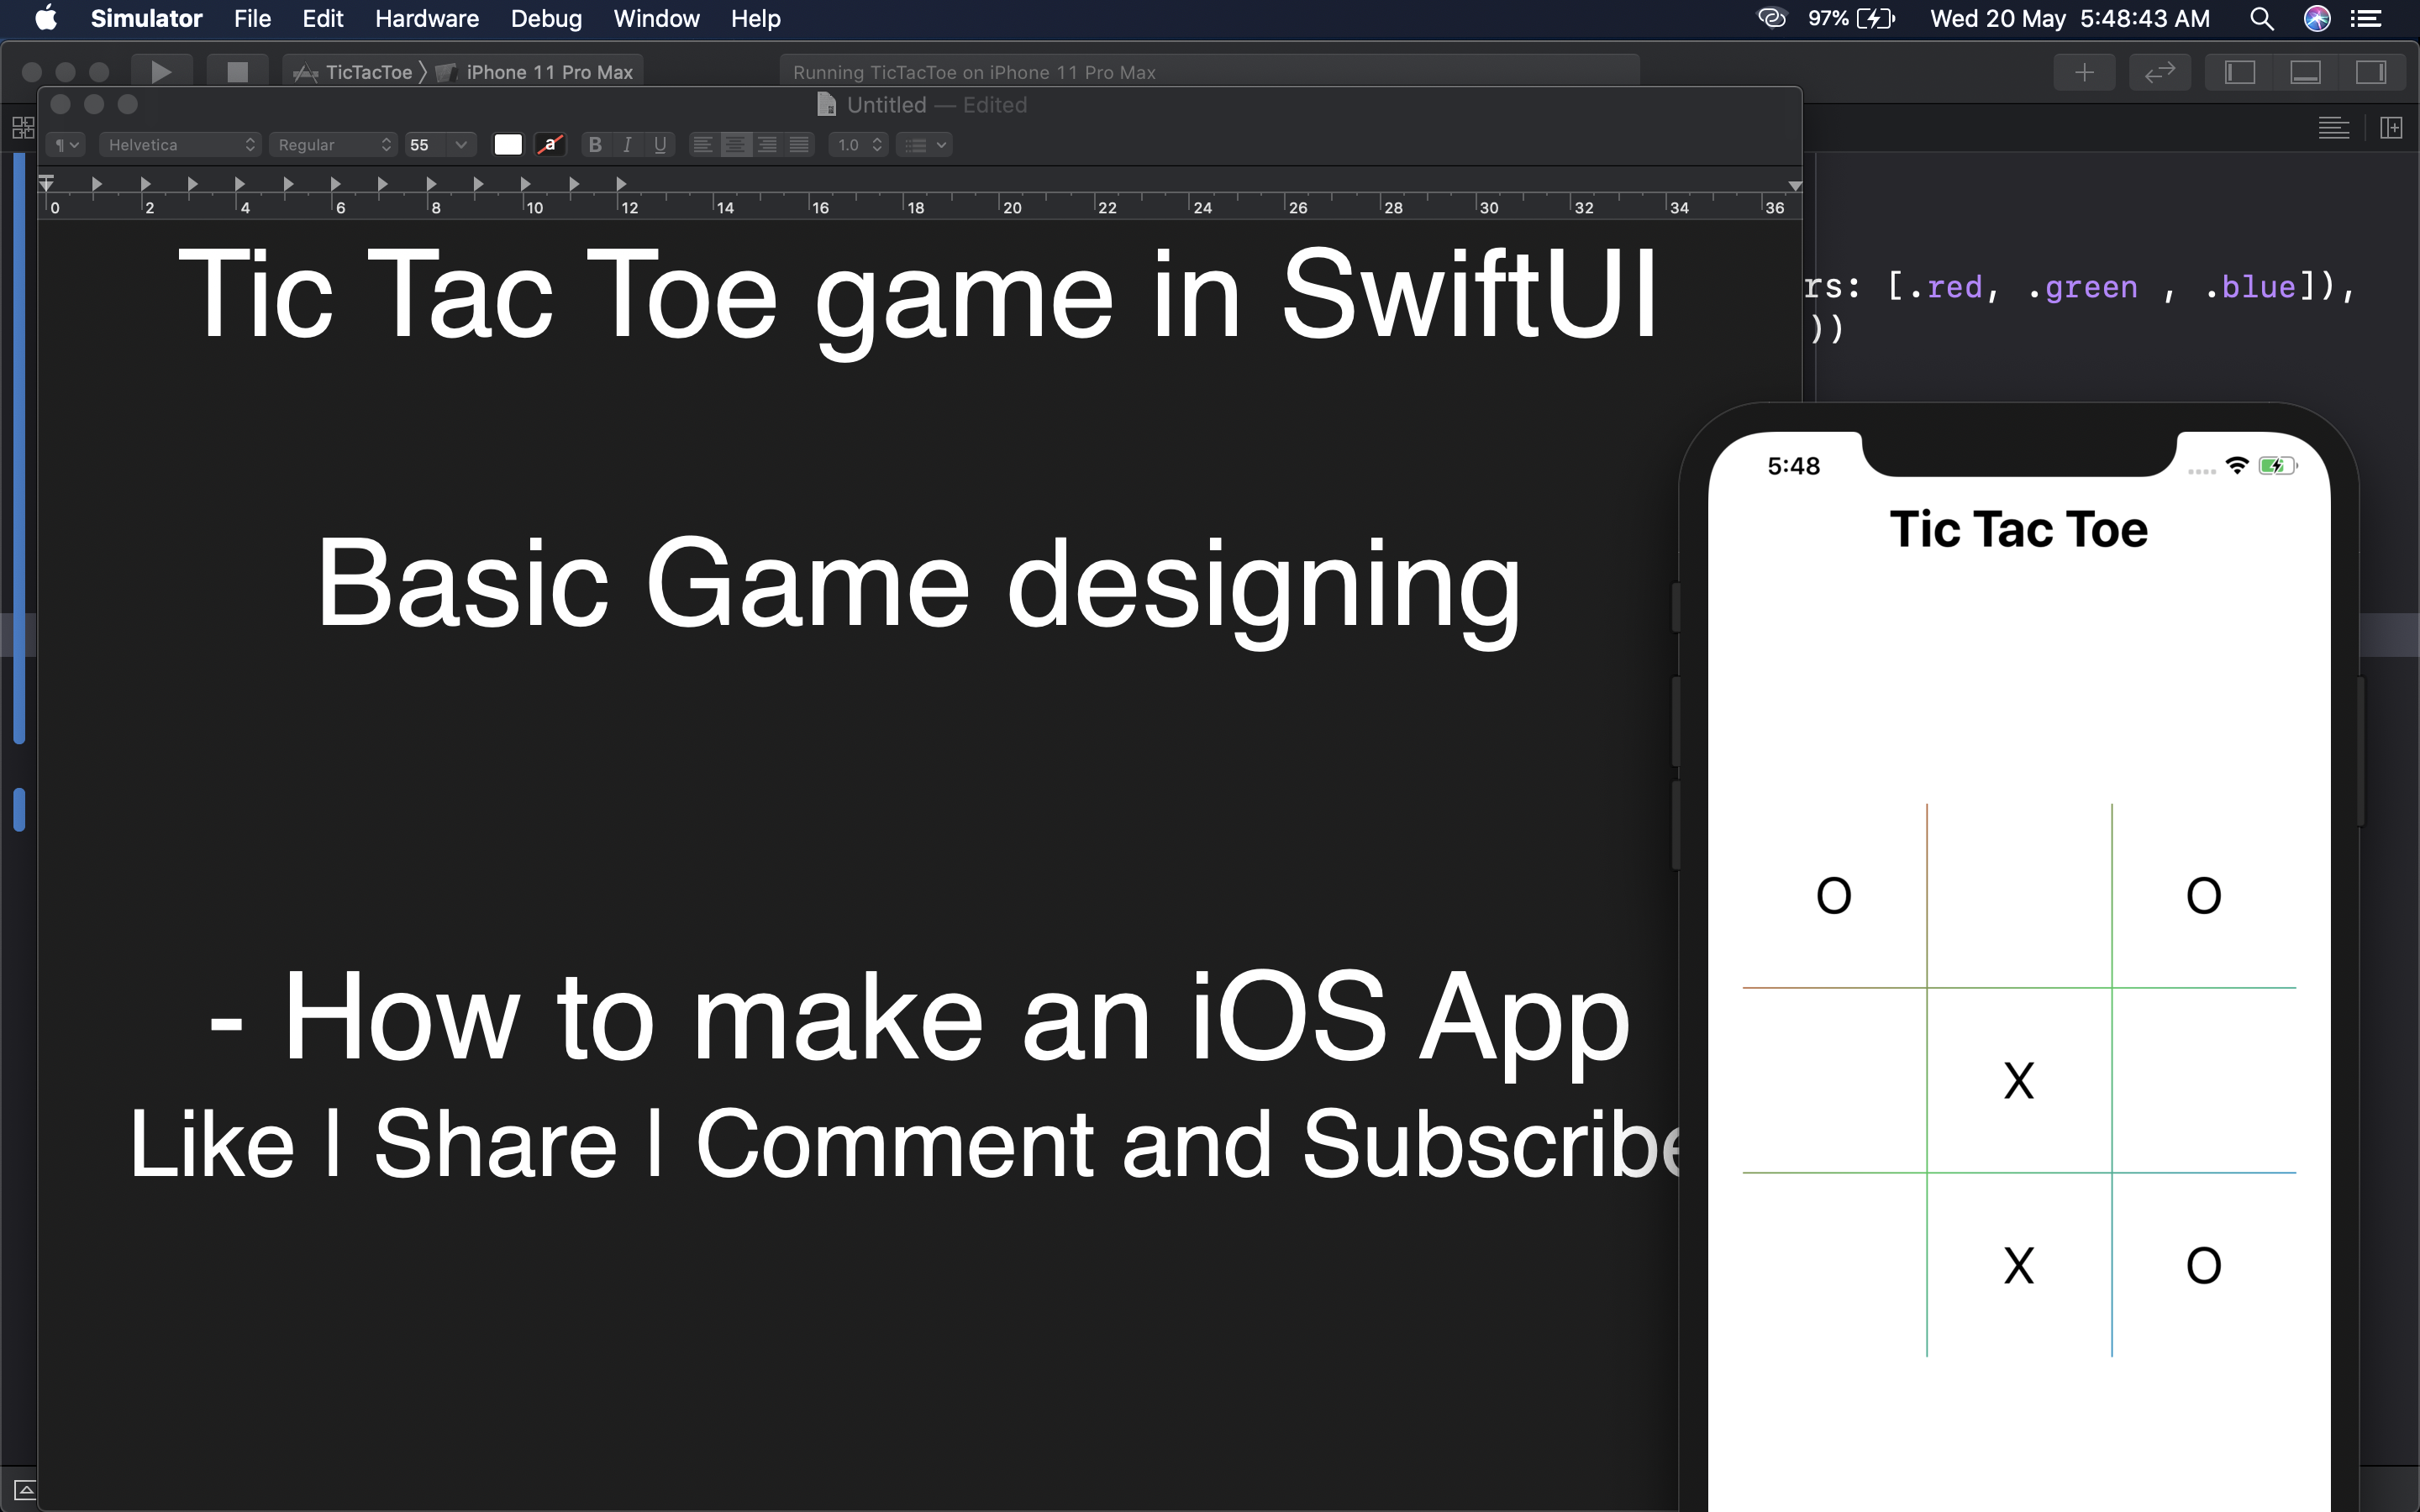 Simulator File Edit Hardware Debug Window Help 97% Wed 20 May 5:48:43 AM
TicTacToe iPhone 11 Pro Max Running TicTacToe on iPhone 11 Pro Max
Untitled — Edited
¶ Helvetica Regular 55 a B I U 1.0
0 2 4 6 8 10 12 14 16 18 20 22 24 26 28 30 32 34 36
Tic Tac Toe game in SwiftUI
rs: [.red, .green , .blue]),
))
Basic Game designing
- How to make an iOS App
Like | Share | Comment and Subscribe
5:48
Tic Tac Toe
O O
X
X O